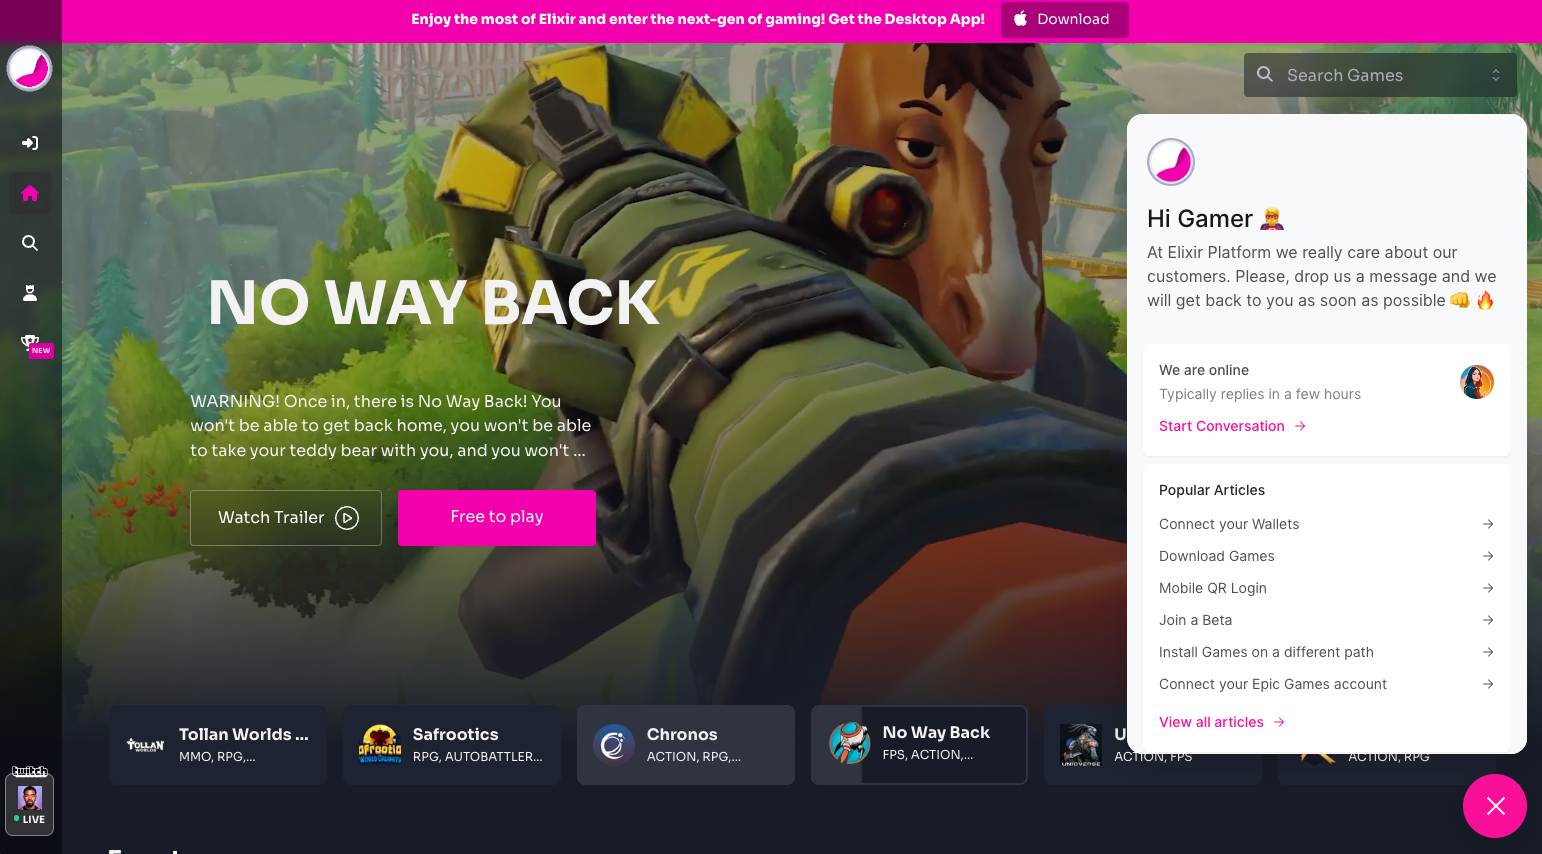 Enjoy the most of Elixir and enter the next-gen of gaming! Get the Desktop App!
Download
Search Games
NEW
NO WAY BACK
WARNING! Once in, there is No Way Back! You
won't be able to get back home, you won't be able
to take your teddy bear with you, and you won't ...
Watch Trailer
Free to play
Hi Gamer
At Elixir Platform we really care about our
customers. Please, drop us a message and we
will get back to you as soon as possible
We are online
Typically replies in a few hours
Start Conversation
Popular Articles
Connect your Wallets
Download Games
Mobile QR Login
Join a Beta
Install Games on a different path
Connect your Epic Games account
View all articles
TOLLAN
WORLDS
Tollan Worlds ...
MMO, RPG,...
Safrootics
RPG, AUTOBATTLER...
Chronos
ACTION, RPG,...
No Way Back
FPS, ACTION,...
UNIOVERSE
ACTION, FPS
ACTION, RPG
twitch
LIVE